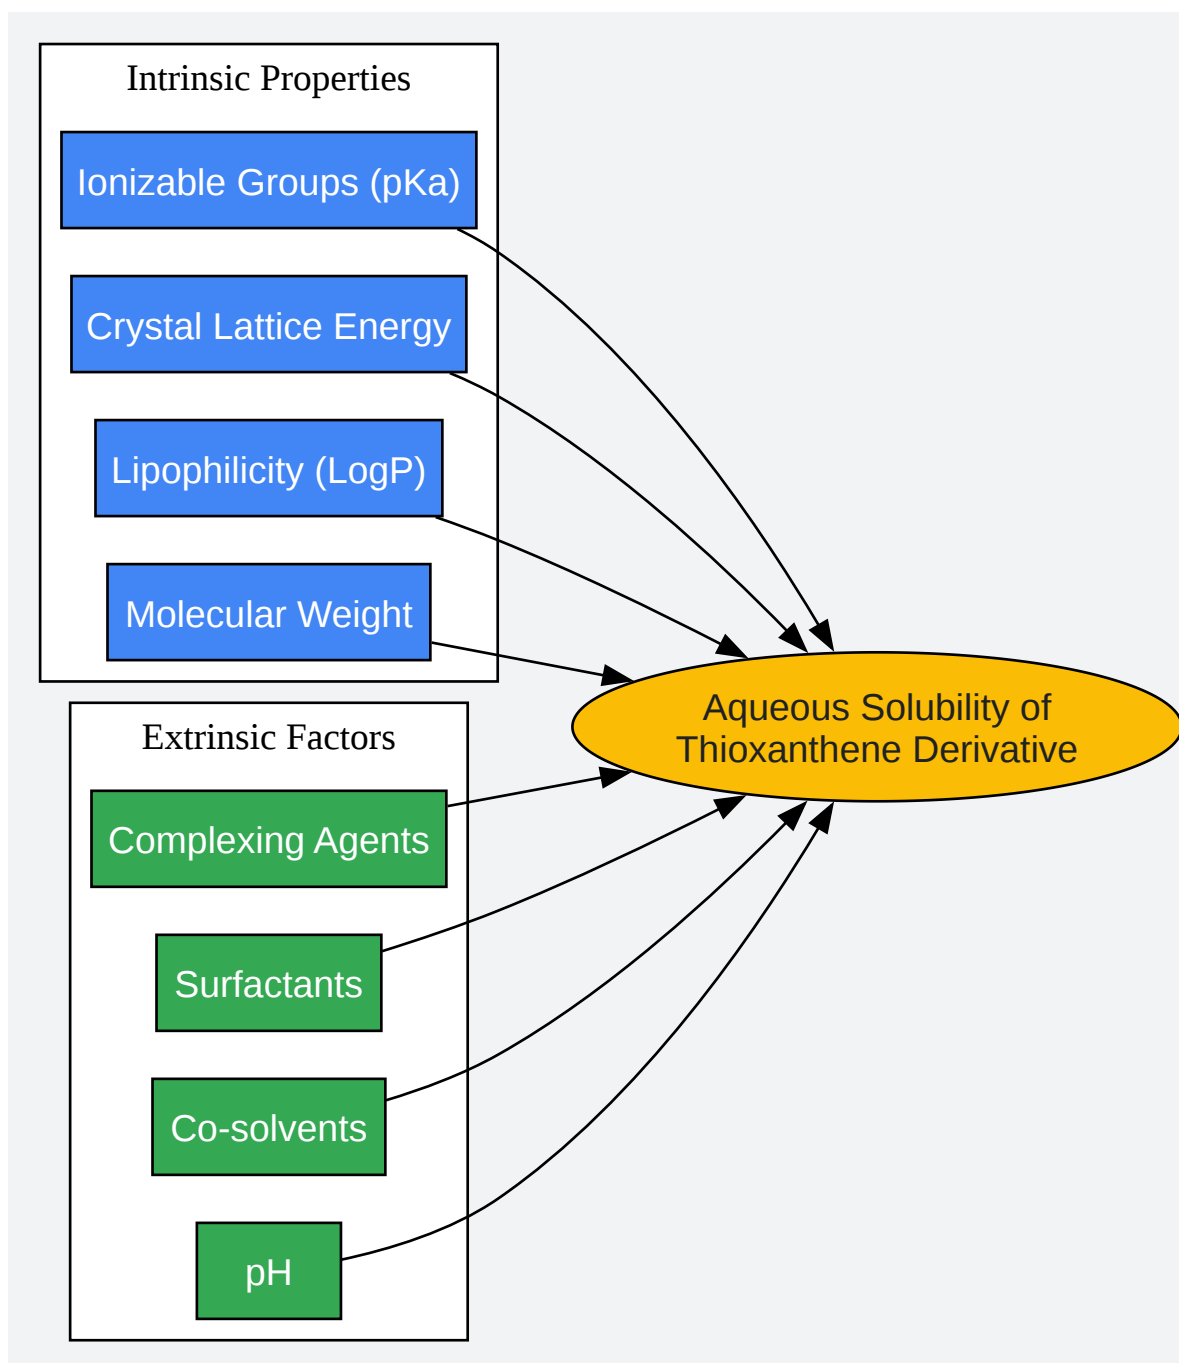 Intrinsic Properties
Ionizable Groups (pKa)
Crystal Lattice Energy
Lipophilicity (LogP)
Molecular Weight
Aqueous Solubility of
Thioxanthene Derivative
Extrinsic Factors
Complexing Agents
Surfactants
Co-solvents
pH